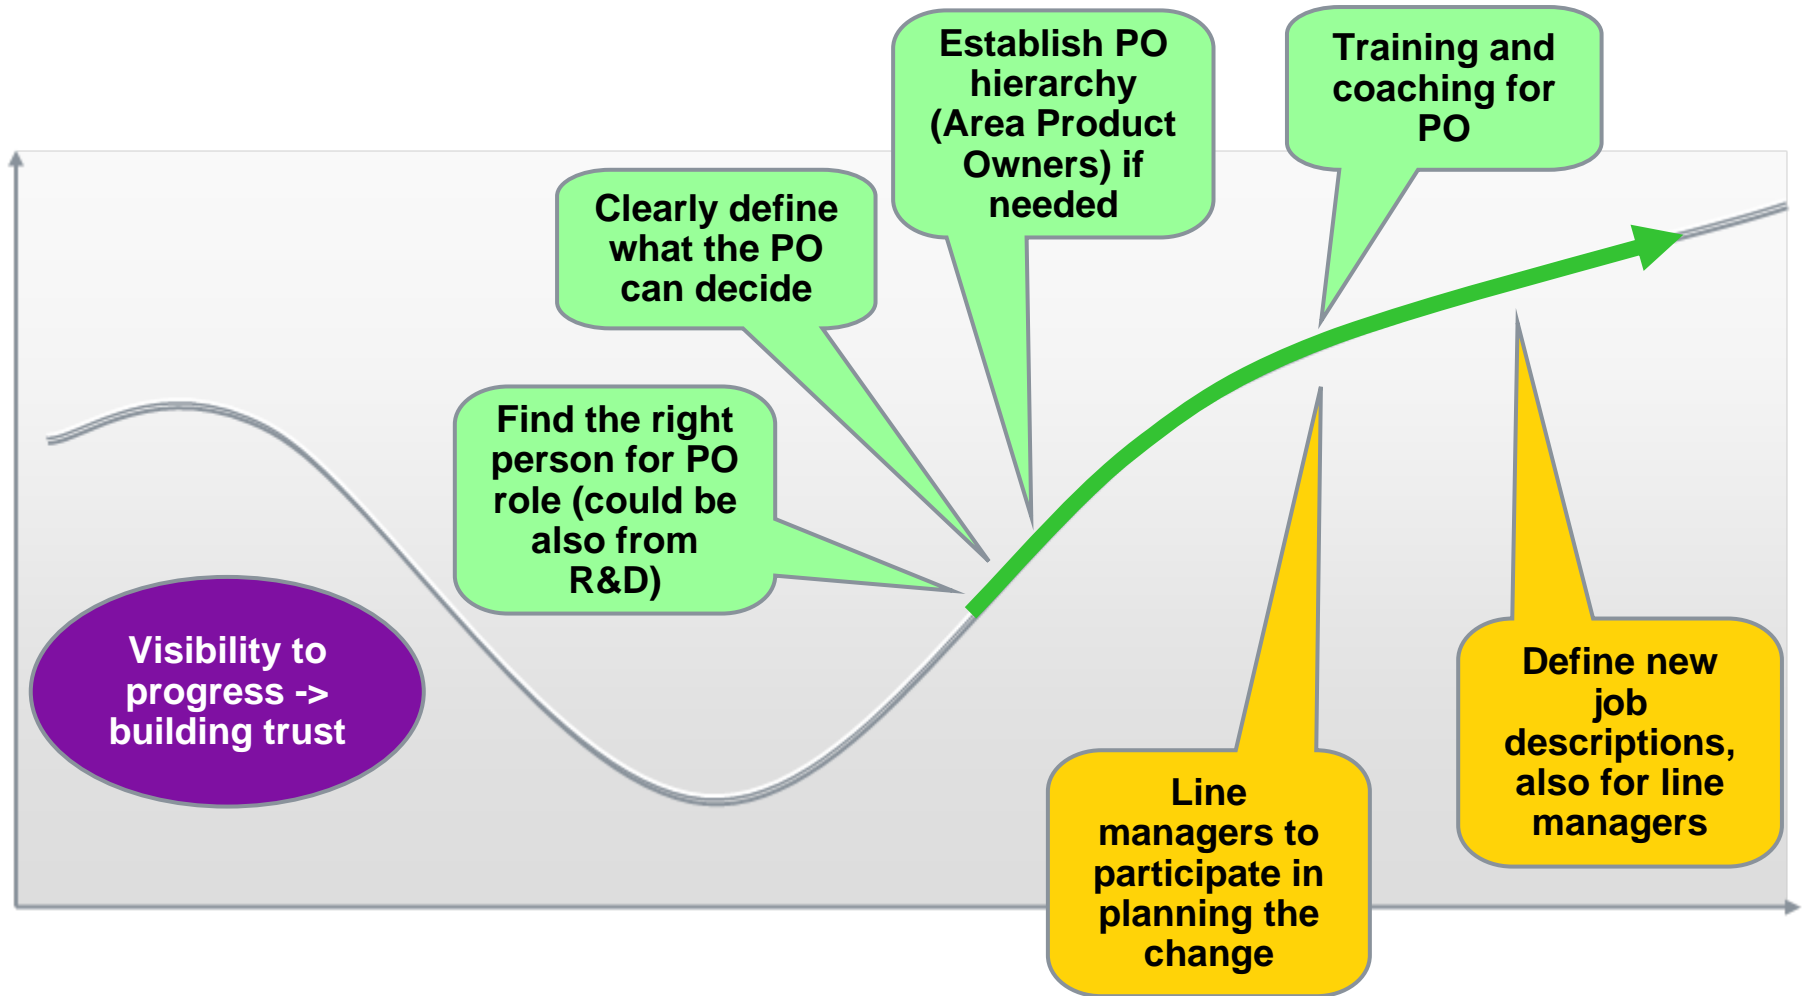 Establish PO
hierarchy
(Area Product
Owners) if
needed
Training and
coaching for
PO
Clearly define
what the PO
can decide
Find the right
person for PO
role (could be
also from
R&D)
Visibility to
progress ->
building trust
Line
managers to
participate in
planning the
change
Define new
job
descriptions,
also for line
managers